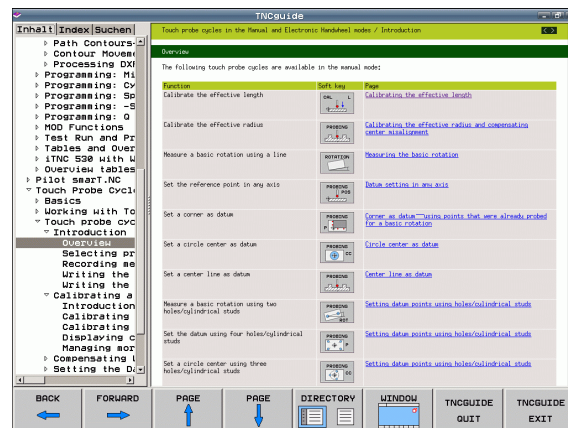 TNCguide
Inhalt Index Suchen
Touch probe cycles in the Manual and Electronic Handwheel modes / Introduction
Path Contours-
Contour Moveme
Processing DXF
Programming: Mi
Programming: Cy
Programming: Sp
Programming: -S
Programming: Q
MOD Functions
Test Run and Pr
Tables and Over
iTNC 530 with W
Overview tables
Pilot smarT.NC
Touch Probe Cycl
Basics
Working with To
Touch probe cyc
Introduction
Overview
Selecting pr
Recording me
Writing the
Writing the
Calibrating a
Introduction
Calibrating
Calibrating
Displaying c
Managing mor
Compensating W
Setting the Da
Overview
The following touch probe cycles are available in the manual mode:
Function Soft key Page
Calibrate the effective length CAL L Calibrating the effective length
Calibrate the effective radius PROBING Calibrating the effective radius and compensating
center misalignment
Measure a basic rotation using a line ROTATION Measuring the basic rotation
Set the reference point in any axis PROBING POS Datum setting in any axis
Set a corner as datum PROBING P Corner as datum—using points that were already probed
for a basic rotation
Set a circle center as datum PROBING CC Circle center as datum
Set a center line as datum PROBING Center line as datum
Measure a basic rotation using two PROBING ROT Setting datum points using holes/cylindrical studs
holes/cylindrical studs
Set the datum using four holes/cylindrical PROBING P Setting datum points using holes/cylindrical studs
studs
Set a circle center using three PROBING CC Setting datum points using holes/cylindrical studs
holes/cylindrical studs
BACK FORWARD PAGE PAGE DIRECTORY WINDOW TNCGUIDE TNCGUIDE
QUIT EXIT